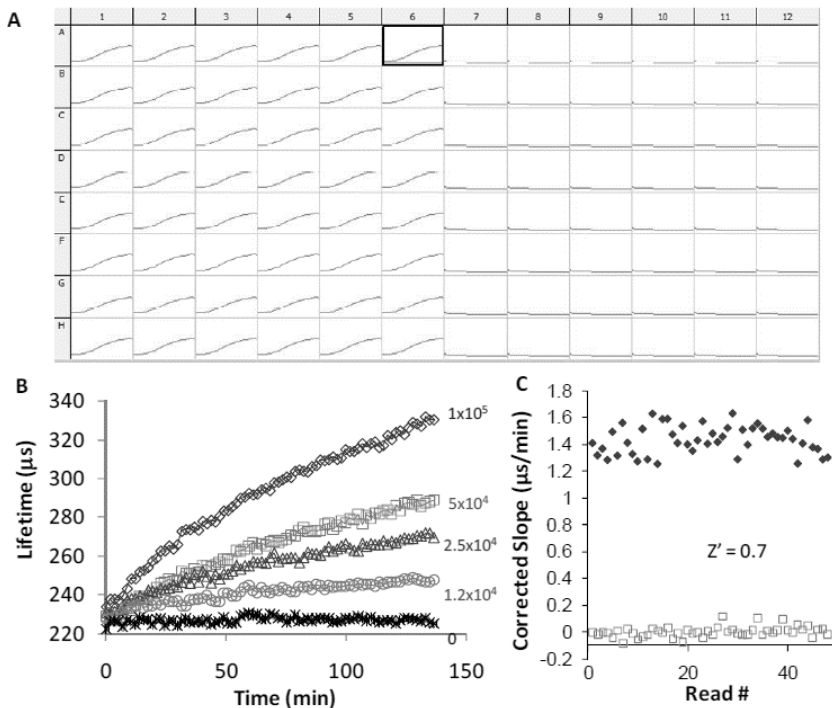 A
1 2 3 4 5 6 7 8 9 10 11 12
A
B
C
D
E
F
G
H
B
Lifetime (µs)
340
320
300
280
260
240
220
1x10⁵
5x10⁴
2.5x10⁴
1.2x10⁴
0
0 50 100 150
Time (min)
C
Corrected Slope (µs/min)
1.8
1.6
1.4
1.2
1
0.8
0.6
0.4
0.2
0
-0.2
Z' = 0.7
0 20 40
Read #